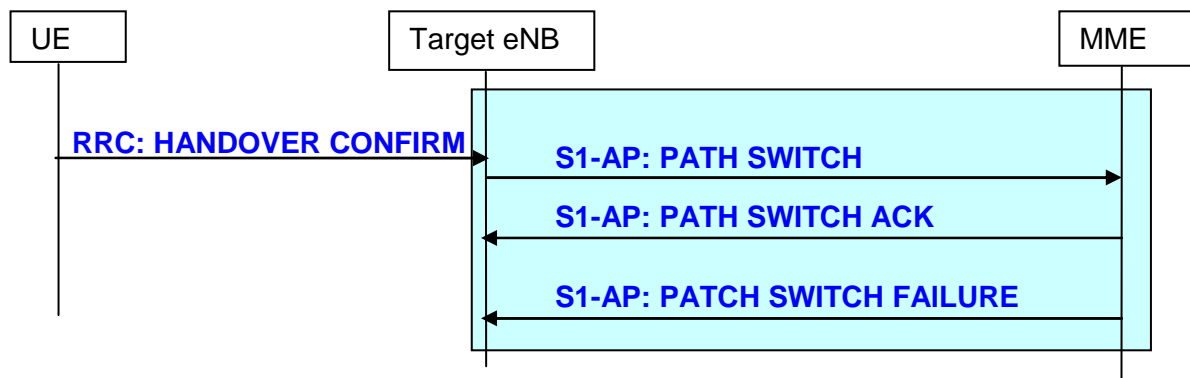 UE
Target eNB
MME
RRC: HANDOVER CONFIRM
S1-AP: PATH SWITCH
S1-AP: PATH SWITCH ACK
S1-AP: PATCH SWITCH FAILURE